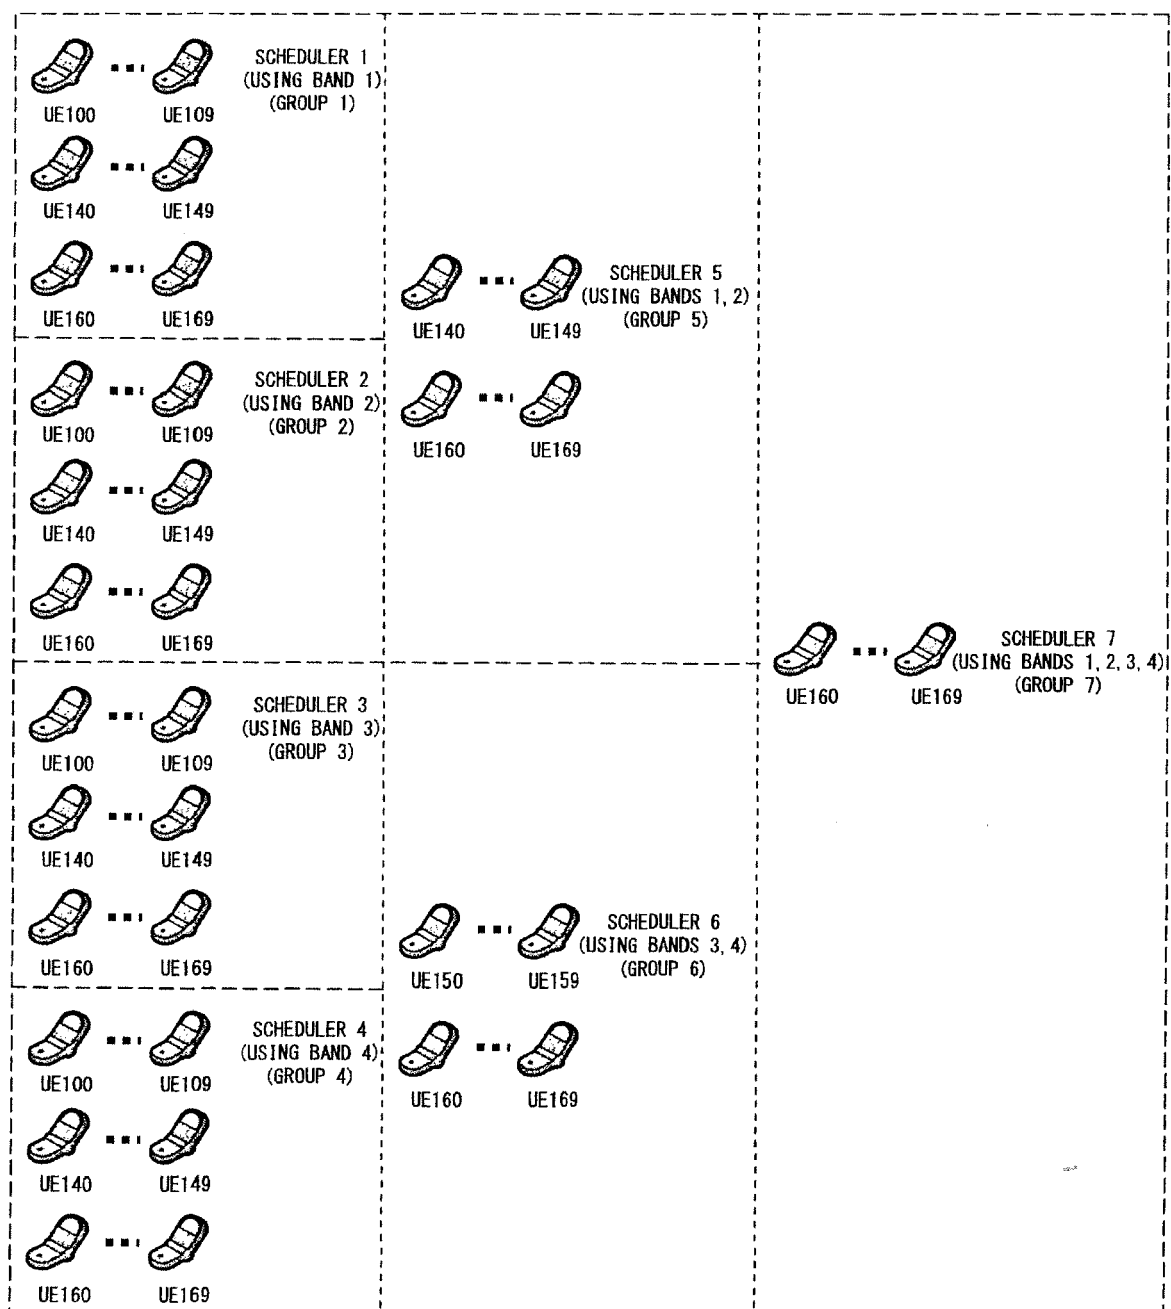 SCHEDULER 1
(USING BAND 1)
(GROUP 1)
UE100 UE109
UE140 UE149
UE160 UE169
SCHEDULER 2
(USING BAND 2)
(GROUP 2)
UE100 UE109
UE140 UE149
UE160 UE169
SCHEDULER 3
(USING BAND 3)
(GROUP 3)
UE100 UE109
UE140 UE149
UE160 UE169
SCHEDULER 4
(USING BAND 4)
(GROUP 4)
UE100 UE109
UE140 UE149
UE160 UE169
SCHEDULER 5
(USING BANDS 1, 2)
(GROUP 5)
UE140 UE149
UE160 UE169
SCHEDULER 6
(USING BANDS 3, 4)
(GROUP 6)
UE150 UE159
UE160 UE169
SCHEDULER 7
(USING BANDS 1, 2, 3, 4)
(GROUP 7)
UE160 UE169